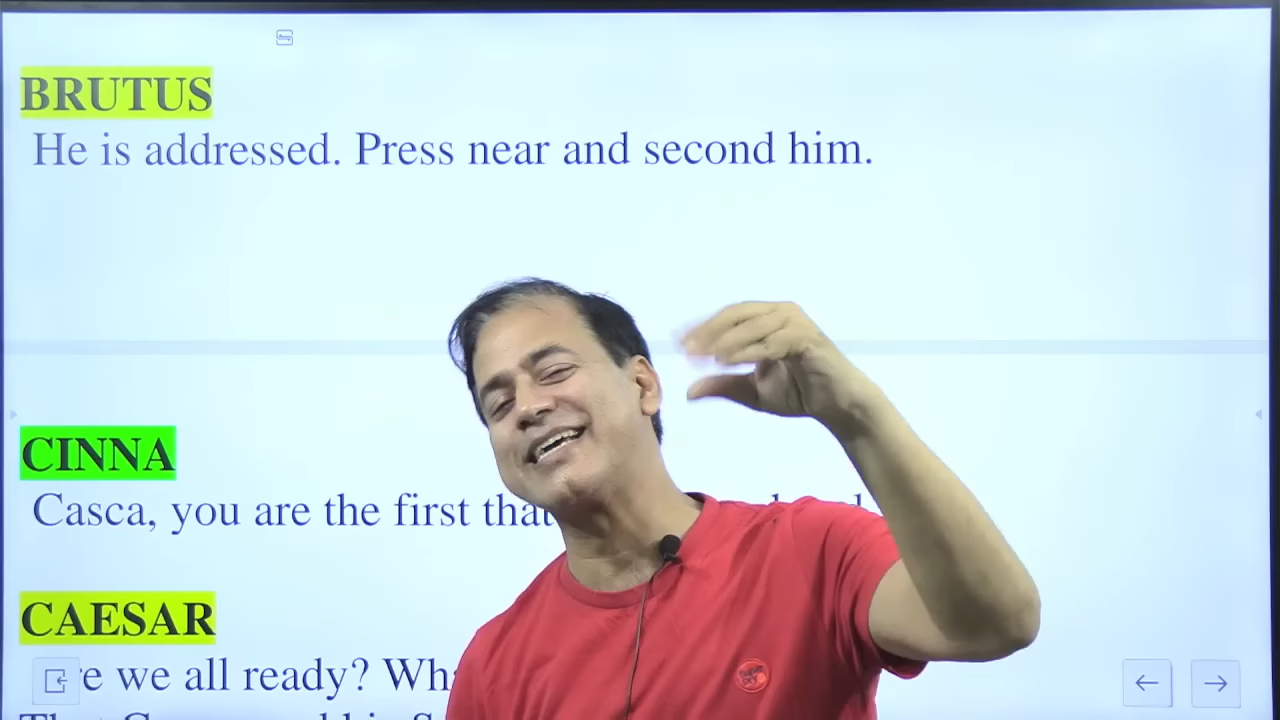 BRUTUS
He is addressed. Press near and second him.
CINNA
Casca, you are the first that
CAESAR
we all ready?